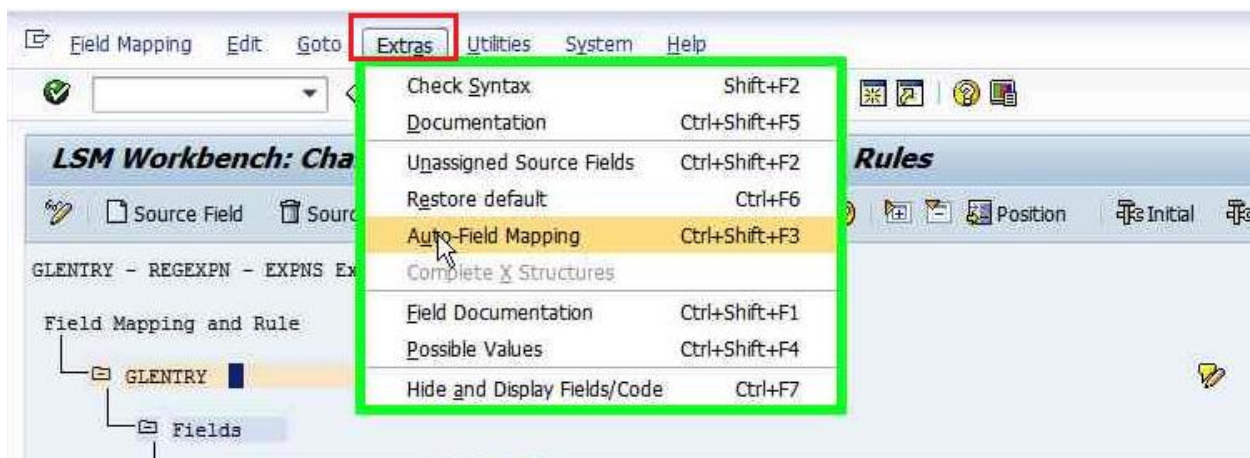 Field Mapping Edit Goto Extras Utilities System Help
Check Syntax Shift+F2
Documentation Ctrl+Shift+F5
Unassigned Source Fields Ctrl+Shift+F2
Restore default Ctrl+F6
Auto-Field Mapping Ctrl+Shift+F3
Complete X Structures
Field Documentation Ctrl+Shift+F1
Possible Values Ctrl+Shift+F4
Hide and Display Fields/Code Ctrl+F7
LSM Workbench: Cha Rules
Source Field Sourc Position Initial
GLENTRY - REGEXPN - EXPNS Ex
Field Mapping and Rule
GLENTRY
Fields